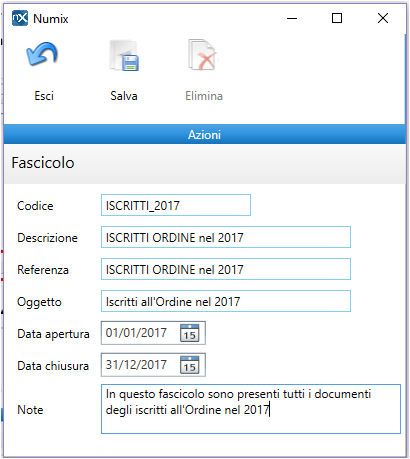 Numix
Esci Salva Elimina
Azioni
Fascicolo
Codice ISCRITTI_2017
Descrizione ISCRITTI ORDINE nel 2017
Referenza ISCRITTI ORDINE nel 2017
Oggetto Iscritti all'Ordine nel 2017
Data apertura 01/01/2017 15
Data chiusura 31/12/2017 15
Note In questo fascicolo sono presenti tutti i documenti
degli iscritti all'Ordine nel 2017